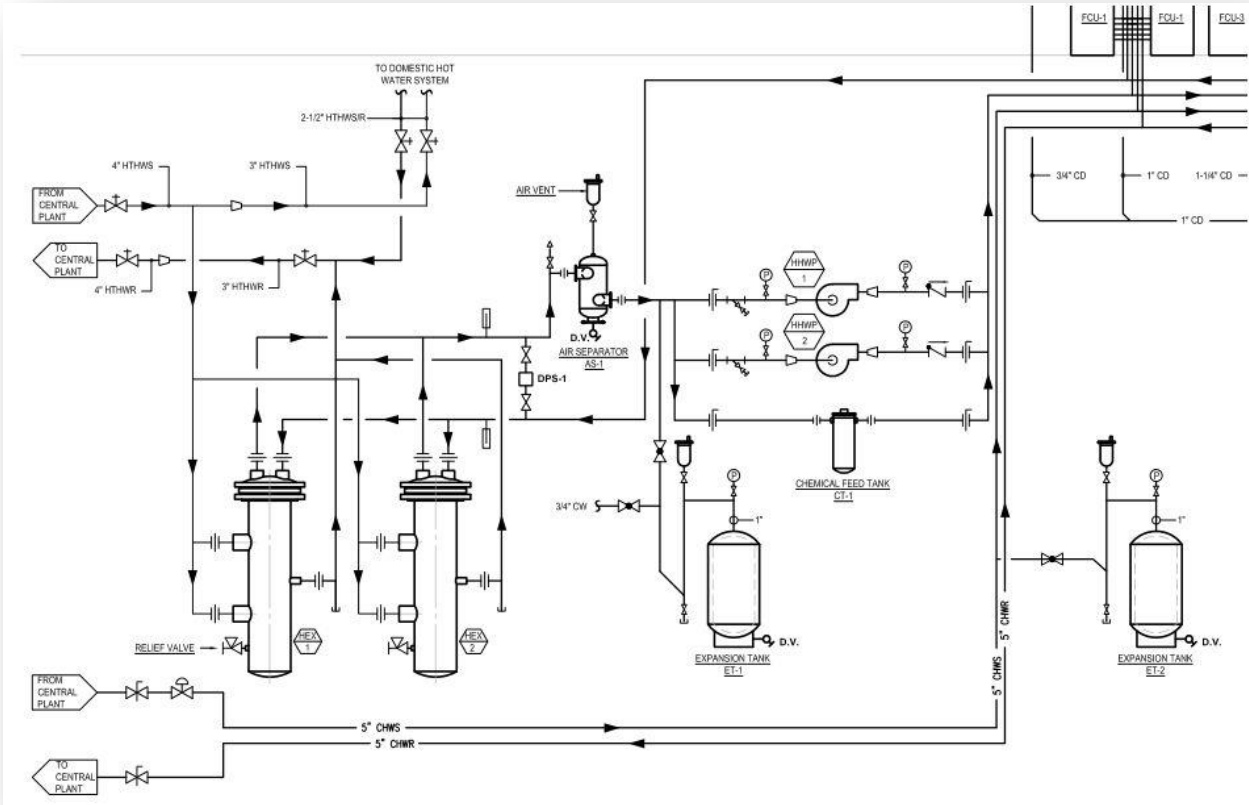 FCU-1
FCU-1
FCU-3
TO DOMESTIC HOT
WATER SYSTEM
2-1/2" HTHWS/R
4" HTHWS
3" HTHWS
FROM
CENTRAL
PLANT
TO
CENTRAL
PLANT
4" HTHWR
3" HTHWR
AIR VENT
3/4" CD
1" CD
1-1/4" CD
1" CD
P
P
HHWP
1
HHWP
2
P
P
D.V.
AIR SEPARATOR
AS-1
DPS-1
CHEMICAL FEED TANK
CT-1
3/4" CW
P
1"
P
1"
RELIEF VALVE
HEX
1
HEX
2
D.V.
EXPANSION TANK
ET-1
D.V.
EXPANSION TANK
ET-2
5" CHWS
5" CHWR
FROM
CENTRAL
PLANT
5" CHWS
5" CHWR
TO
CENTRAL
PLANT